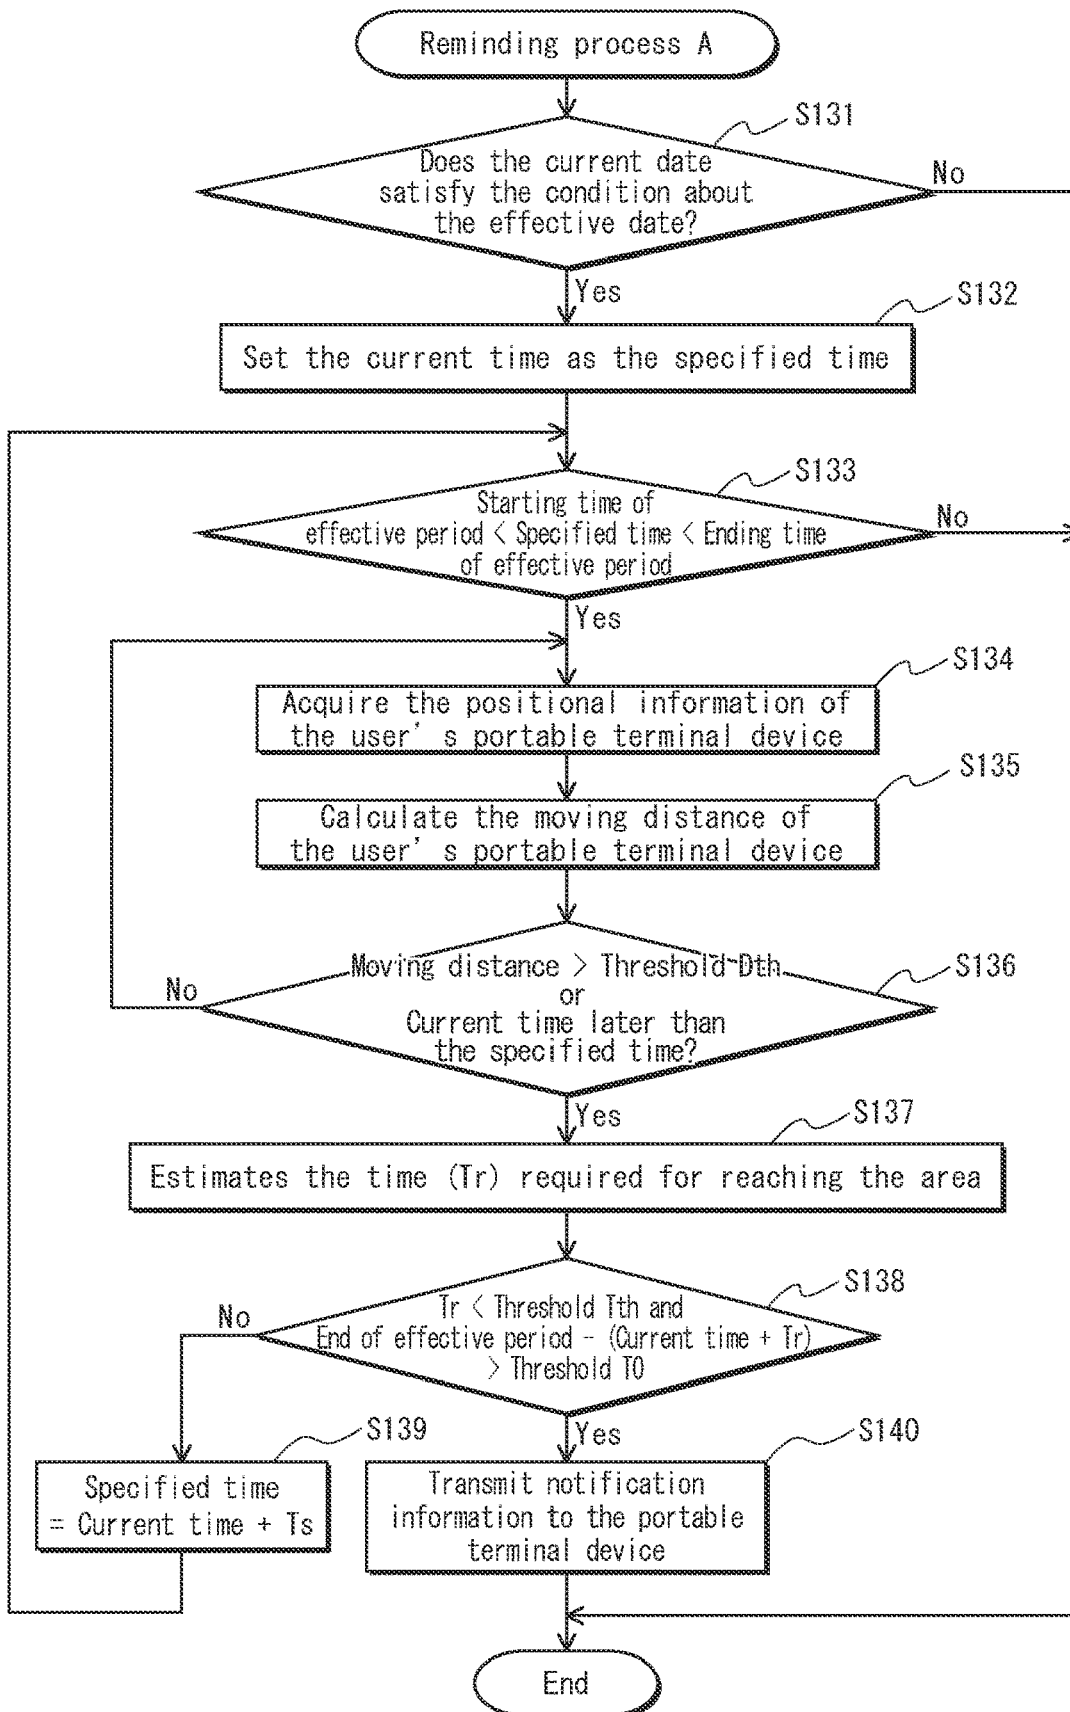 Reminding process A
S131
Does the current date
satisfy the condition about
the effective date?
No
Yes
S132
Set the current time as the specified time
S133
Starting time of
effective period < Specified time < Ending time
of effective period
No
Yes
S134
Acquire the positional information of
the user's portable terminal device
S135
Calculate the moving distance of
the user's portable terminal device
S136
Moving distance > Threshold Dth
or
Current time later than
the specified time?
No
Yes
S137
Estimates the time (Tr) required for reaching the area
S138
Tr < Threshold Tth and
End of effective period - (Current time + Tr)
> Threshold T0
No
Yes
S139
Specified time
= Current time + Ts
S140
Transmit notification
information to the portable
terminal device
End